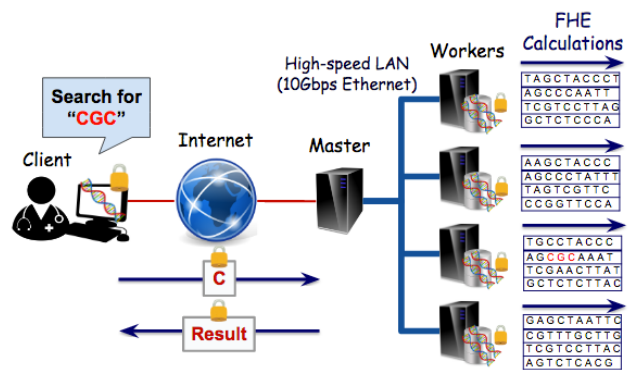 FHE
Calculations
Workers
High-speed LAN
(10Gbps Ethernet)
Search for
“CGC”
Internet
Master
Client
TAGCTACCCT
AGCCCAATT
TCGTCCTTAG
GCTCTCCCA
AAGCTACCC
AGCCCTATTT
TAGTCGTTC
CCGGTTCCA
TGCCTACCC
AGCGCAAAT
TCGAACTTAT
GCTCTCTTAC
GAGCTAATTC
CGTTTGCTTG
TCGTCCTTAC
AGTCTCACG
C
Result